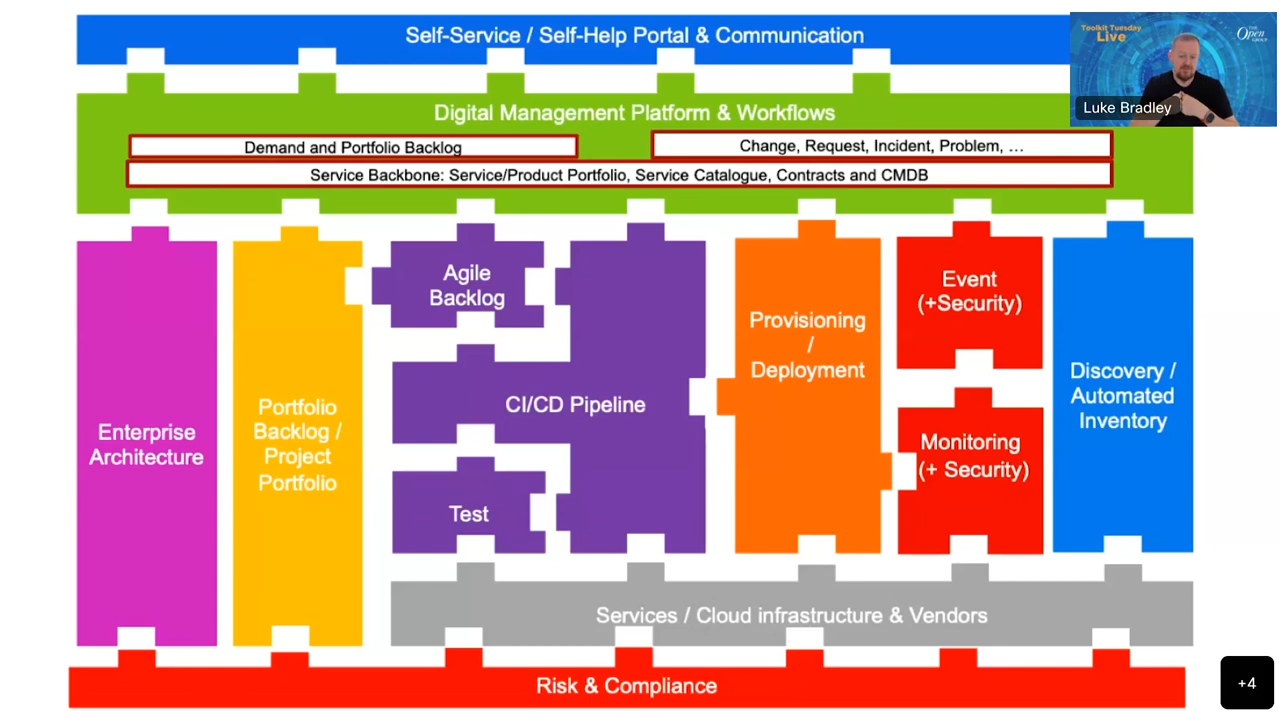 Self-Service / Self-Help Portal & Communication
Toolkit Tuesday
Live
THE
Open
GROUP
Luke Bradley
Digital Management Platform & Workflows
Demand and Portfolio Backlog
Change, Request, Incident, Problem, …
Service Backbone: Service/Product Portfolio, Service Catalogue, Contracts and CMDB
Enterprise
Architecture
Portfolio
Backlog /
Project
Portfolio
Agile
Backlog
CI/CD Pipeline
Test
Provisioning
/
Deployment
Event
(+Security)
Monitoring
(+ Security)
Discovery /
Automated
Inventory
Services / Cloud infrastructure & Vendors
Risk & Compliance
+4